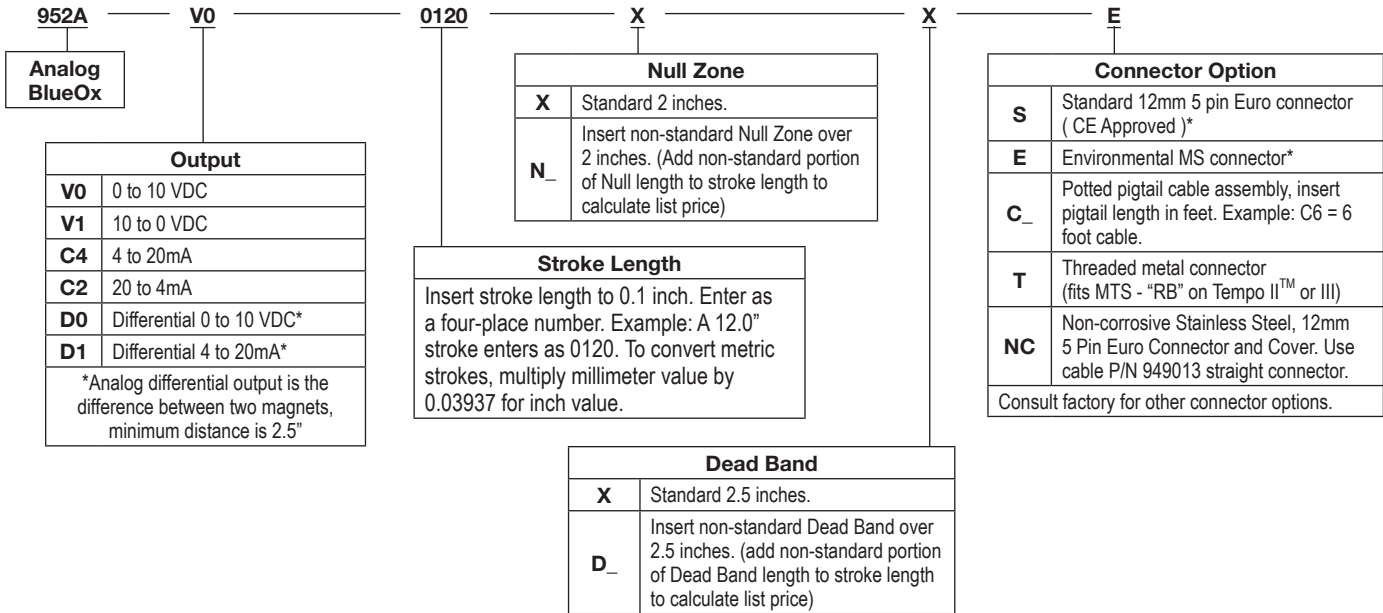 952A V0 0120 X X E
Analog
BlueOx
Output
V0 0 to 10 VDC
V1 10 to 0 VDC
C4 4 to 20mA
C2 20 to 4mA
D0 Differential 0 to 10 VDC*
D1 Differential 4 to 20mA*
*Analog differential output is the
difference between two magnets,
minimum distance is 2.5”
Null Zone
X Standard 2 inches.
N_ Insert non-standard Null Zone over
2 inches. (Add non-standard portion
of Null length to stroke length to
calculate list price)
Stroke Length
Insert stroke length to 0.1 inch. Enter as
a four-place number. Example: A 12.0”
stroke enters as 0120. To convert metric
strokes, multiply millimeter value by
0.03937 for inch value.
Dead Band
X Standard 2.5 inches.
D_ Insert non-standard Dead Band over
2.5 inches. (add non-standard portion
of Dead Band length to stroke length
to calculate list price)
Connector Option
S Standard 12mm 5 pin Euro connector
( CE Approved )*
E Environmental MS connector*
C_ Potted pigtail cable assembly, insert
pigtail length in feet. Example: C6 = 6
foot cable.
T Threaded metal connector
(fits MTS - “RB” on Tempo II™ or III)
NC Non-corrosive Stainless Steel, 12mm
5 Pin Euro Connector and Cover. Use
cable P/N 949013 straight connector.
Consult factory for other connector options.